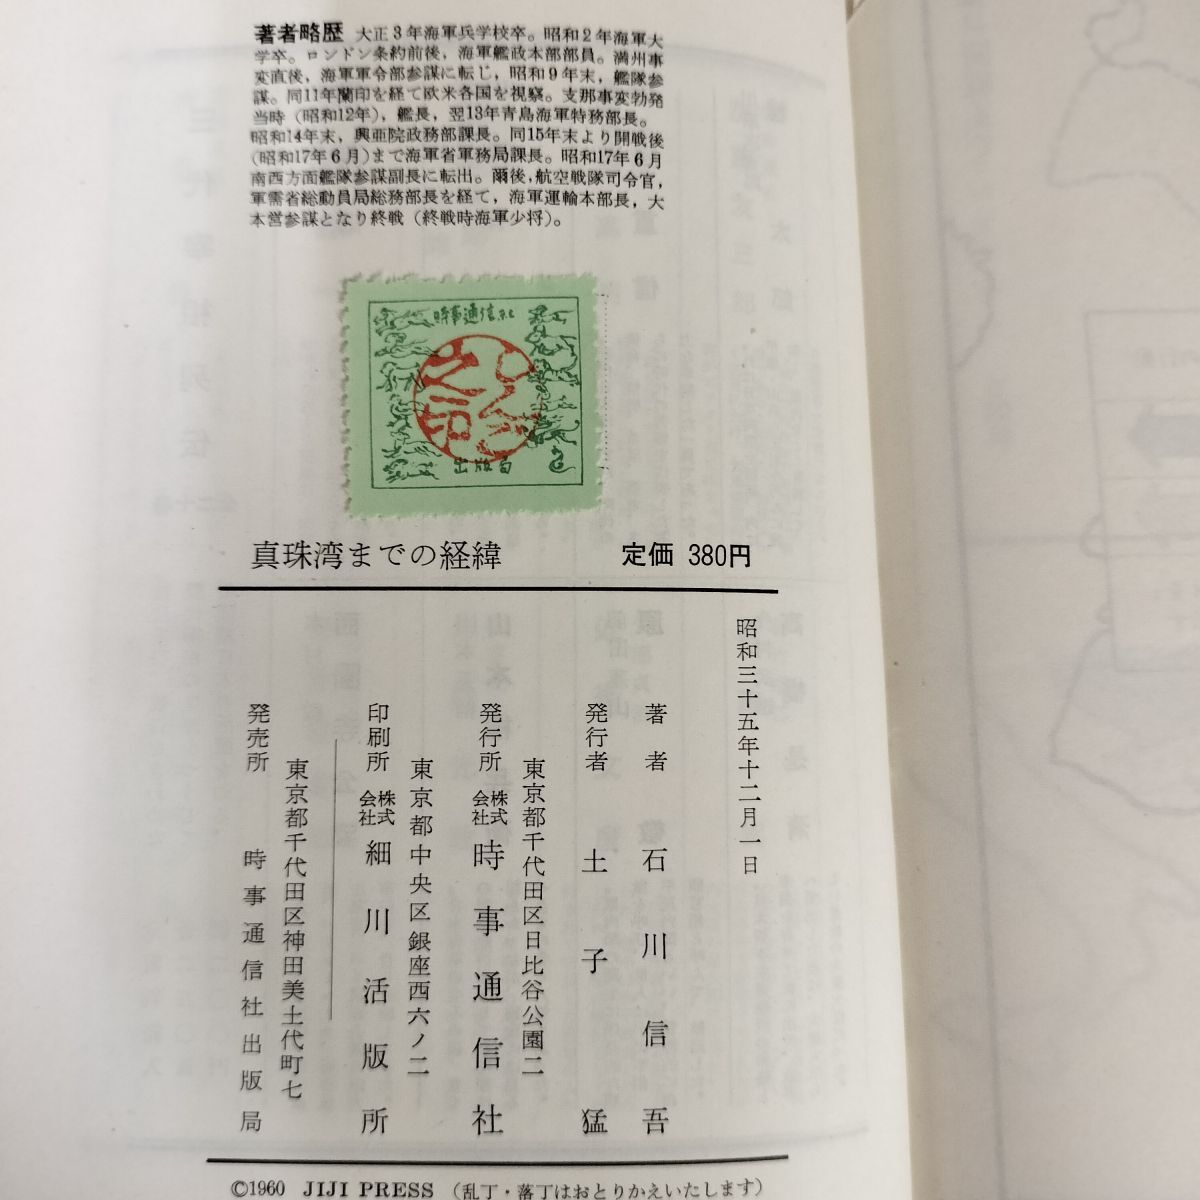 著者略歴 大正3年海軍兵学校卒。昭和2年海軍大
学卒。ロンドン条約前後，海軍艦政本部部員。満州事
変直後，海軍軍令部参謀に転じ，昭和9年末，艦隊参
謀。同11年蘭印を経て欧米各国を視察。支那事変勃発
当時（昭和12年），艦長，翌13年青島海軍特務部長。
昭和14年末，興亜院政務部課長。同15年末より開戦後
（昭和17年6月）まで海軍省軍務局課長。昭和17年6月
南西方面艦隊参謀副長に転出。爾後，航空戦隊司令官，
軍需省総動員局総務部長を経て，海軍運輸本部長，大
本営参謀となり終戦（終戦時海軍少将）。
時事通信社
出版局
真珠湾までの経緯 定価 380円
昭和三十五年十二月一日
著者 石川信吾
発行者 土子猛
東京都千代田区日比谷公園二
発行所 株式会社 時事通信社
東京都中央区銀座西六ノ二
印刷所 株式会社 細川活版所
東京都千代田区神田美土代町七
発売所 時事通信社出版局
©1960 JIJI PRESS （乱丁・落丁はおとりかえいたします）